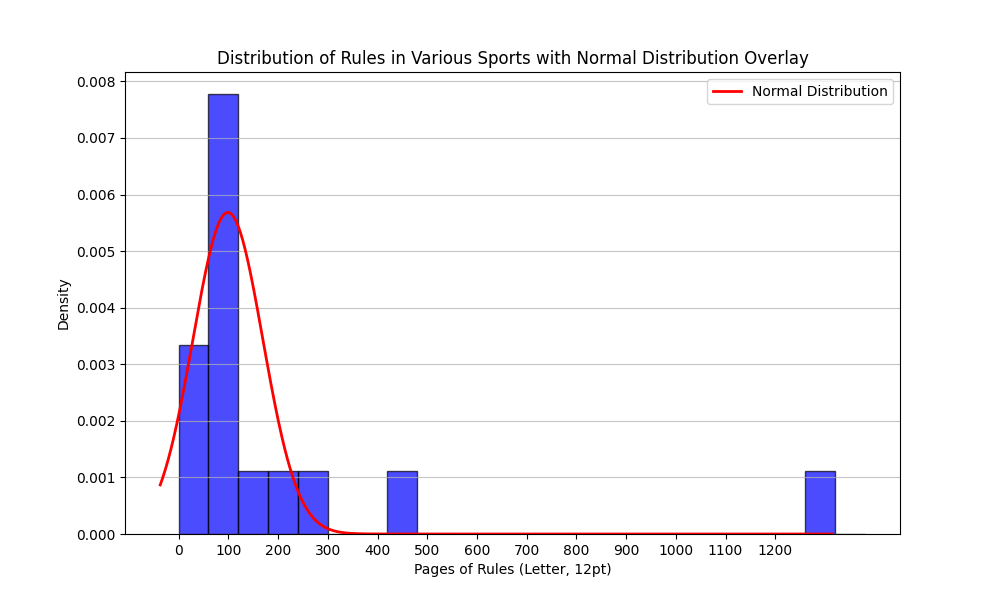 Distribution of Rules in Various Sports with Normal Distribution Overlay
Normal Distribution
0.008
0.007
0.006
0.005
0.004
0.003
0.002
0.001
0.000
Density
0 100 200 300 400 500 600 700 800 900 1000 1100 1200
Pages of Rules (Letter, 12pt)